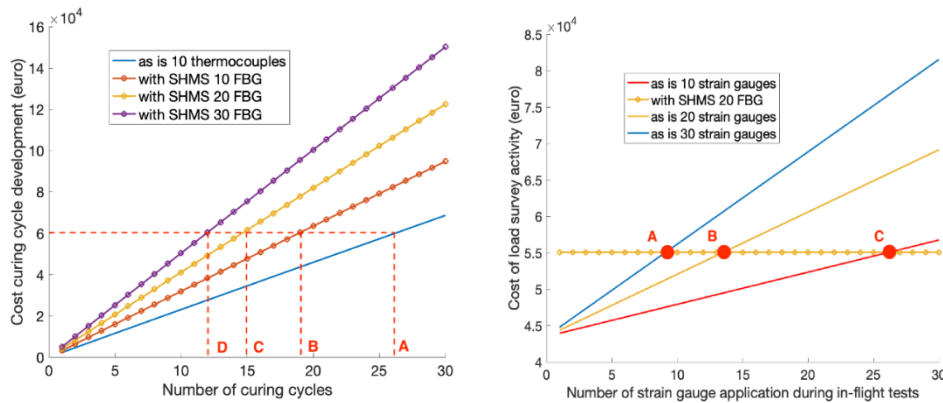 ×10⁴
16
14
12
10
8
6
4
2
0
Cost curing cycle development (euro)
as is 10 thermocouples
with SHMS 10 FBG
with SHMS 20 FBG
with SHMS 30 FBG
D
C
B
A
0
5
10
15
20
25
30
Number of curing cycles
×10⁴
8.5
8
7.5
7
6.5
6
5.5
5
4.5
4
Cost of load survey activity (euro)
as is 10 strain gauges
with SHMS 20 FBG
as is 20 strain gauges
as is 30 strain gauges
A
B
C
0
5
10
15
20
25
30
Number of strain gauge application during in-flight tests